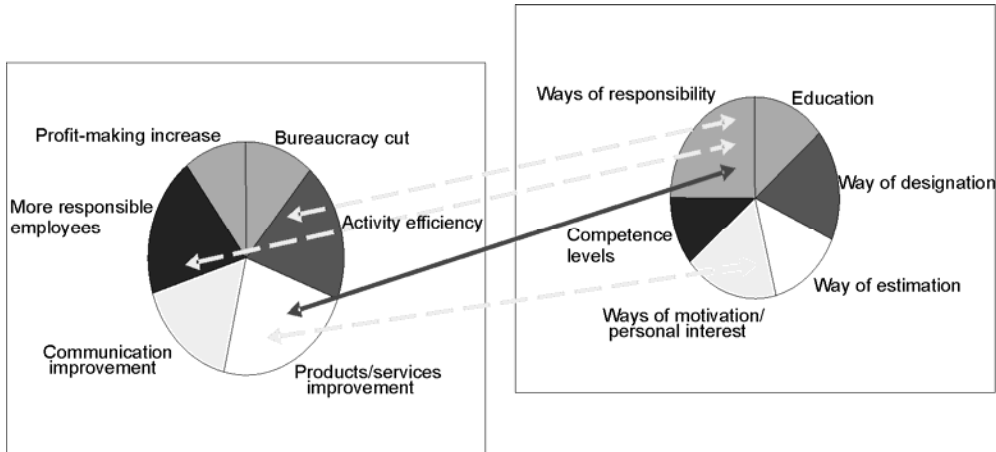 Profit-making increase
Bureaucracy cut
More responsible
employees
Activity efficiency
Communication
improvement
Products/services
improvement
Ways of responsibility
Education
Way of designation
Competence
levels
Way of estimation
Ways of motivation/
personal interest